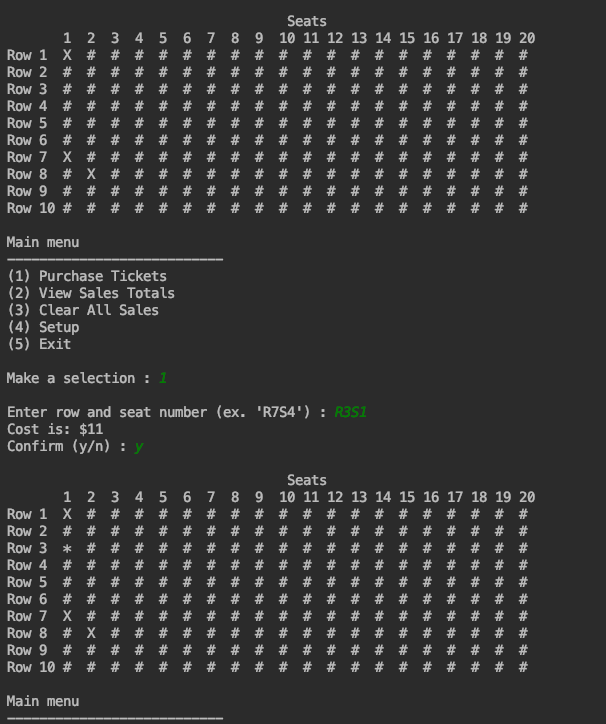 Seats
       1  2  3  4  5  6  7  8  9  10 11 12 13 14 15 16 17 18 19 20
Row 1  X  #  #  #  #  #  #  #  #  #  #  #  #  #  #  #  #  #  #  #
Row 2  #  #  #  #  #  #  #  #  #  #  #  #  #  #  #  #  #  #  #  #
Row 3  #  #  #  #  #  #  #  #  #  #  #  #  #  #  #  #  #  #  #  #
Row 4  #  #  #  #  #  #  #  #  #  #  #  #  #  #  #  #  #  #  #  #
Row 5  #  #  #  #  #  #  #  #  #  #  #  #  #  #  #  #  #  #  #  #
Row 6  #  #  #  #  #  #  #  #  #  #  #  #  #  #  #  #  #  #  #  #
Row 7  X  #  #  #  #  #  #  #  #  #  #  #  #  #  #  #  #  #  #  #
Row 8  #  X  #  #  #  #  #  #  #  #  #  #  #  #  #  #  #  #  #  #
Row 9  #  #  #  #  #  #  #  #  #  #  #  #  #  #  #  #  #  #  #  #
Row 10 #  #  #  #  #  #  #  #  #  #  #  #  #  #  #  #  #  #  #  #

Main menu
---------------------------
(1) Purchase Tickets
(2) View Sales Totals
(3) Clear All Sales
(4) Setup
(5) Exit

Make a selection : 1

Enter row and seat number (ex. 'R7S4') : R3S1
Cost is: $11
Confirm (y/n) : y

                                   Seats
       1  2  3  4  5  6  7  8  9  10 11 12 13 14 15 16 17 18 19 20
Row 1  X  #  #  #  #  #  #  #  #  #  #  #  #  #  #  #  #  #  #  #
Row 2  #  #  #  #  #  #  #  #  #  #  #  #  #  #  #  #  #  #  #  #
Row 3  *  #  #  #  #  #  #  #  #  #  #  #  #  #  #  #  #  #  #  #
Row 4  #  #  #  #  #  #  #  #  #  #  #  #  #  #  #  #  #  #  #  #
Row 5  #  #  #  #  #  #  #  #  #  #  #  #  #  #  #  #  #  #  #  #
Row 6  #  #  #  #  #  #  #  #  #  #  #  #  #  #  #  #  #  #  #  #
Row 7  X  #  #  #  #  #  #  #  #  #  #  #  #  #  #  #  #  #  #  #
Row 8  #  X  #  #  #  #  #  #  #  #  #  #  #  #  #  #  #  #  #  #
Row 9  #  #  #  #  #  #  #  #  #  #  #  #  #  #  #  #  #  #  #  #
Row 10 #  #  #  #  #  #  #  #  #  #  #  #  #  #  #  #  #  #  #  #

Main menu
---------------------------